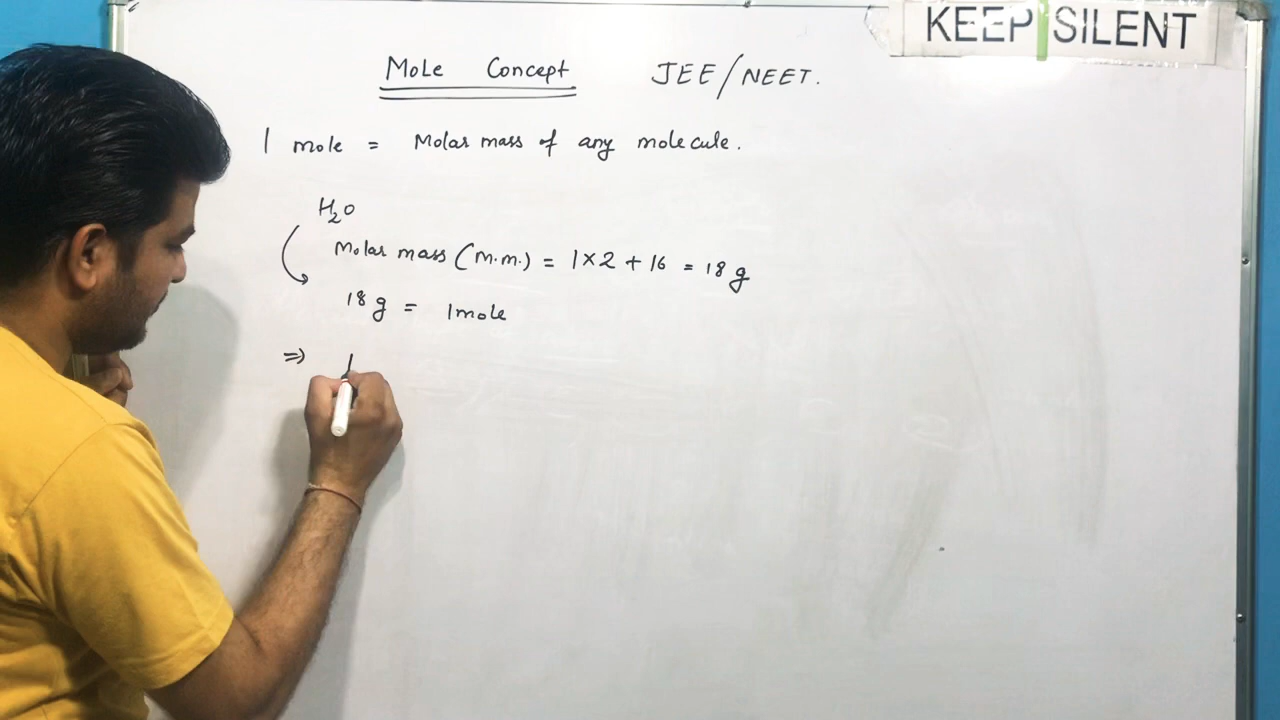 KEEP SILENT
Mole Concept JEE/NEET.
1 mole = Molar mass of any molecule.
H₂O
Molar mass (m.m.) = 1×2 + 16 = 18 g
18 g = 1 mole
⇒ 1